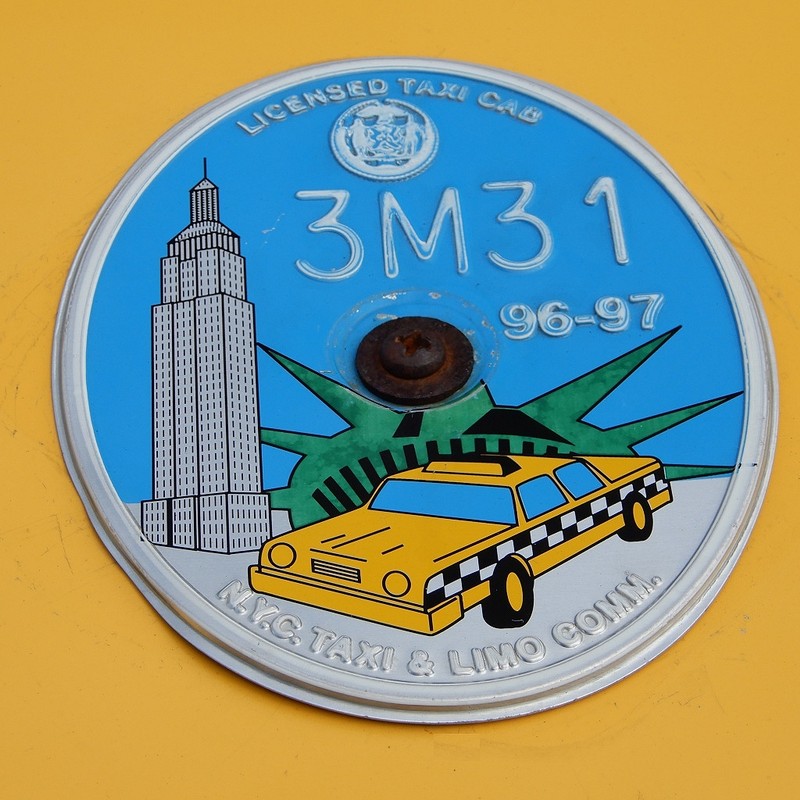 LICENSED TAXI CAB
3M31
96-97
N.Y.C. TAXI & LIMO COMM.